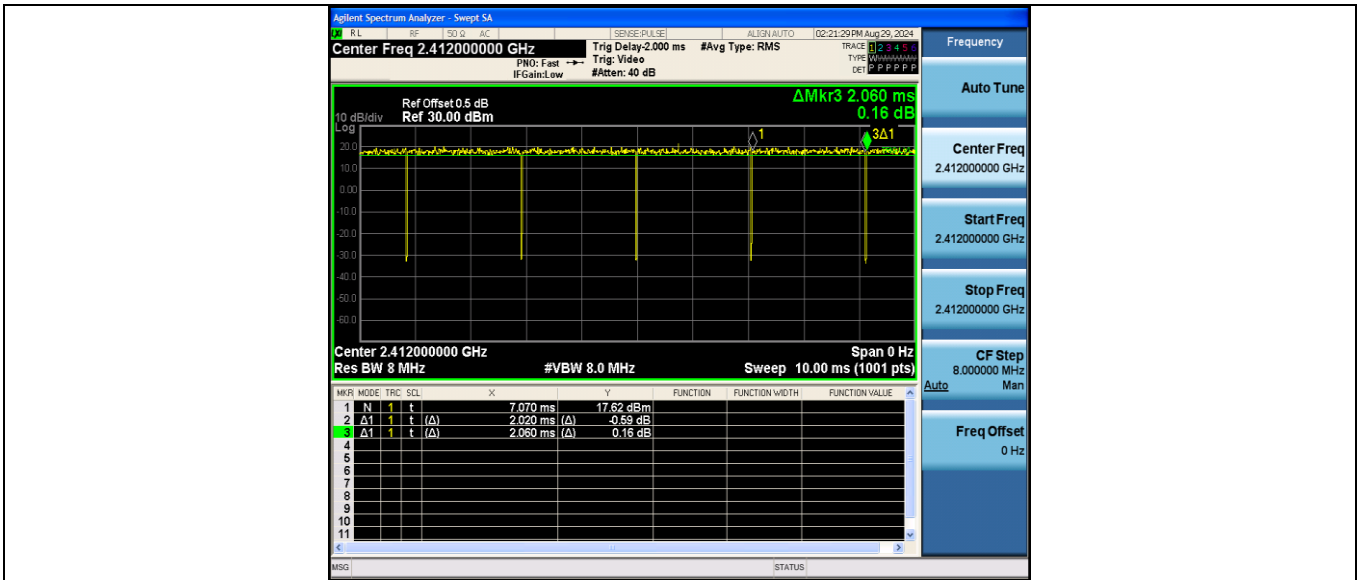 Agilent Spectrum Analyzer - Swept SA
RL RF 50 Ω AC SENSE:PULSE ALIGN AUTO 02:21:29 PM Aug 29, 2024
Center Freq 2.412000000 GHz
PNO: Fast
IFGain:Low
Trig Delay-2.000 ms
Trig: Video
#Atten: 40 dB
#Avg Type: RMS
TRACE 1 2 3 4 5 6
TYPE W
DET P P P P P P
ΔMkr3 2.060 ms
0.16 dB
Ref Offset 0.5 dB
10 dB/div Ref 30.00 dBm
Log
20.0
10.0
0.00
-10.0
-20.0
-30.0
-40.0
-50.0
-60.0
1
3Δ1
Center 2.412000000 GHz Span 0 Hz
Res BW 8 MHz #VBW 8.0 MHz Sweep 10.00 ms (1001 pts)
MKR MODE TRC SCL X Y FUNCTION FUNCTION WIDTH FUNCTION VALUE
1 N 1 t 7.070 ms 17.62 dBm
2 Δ1 1 t (Δ) 2.020 ms (Δ) -0.59 dB
3 Δ1 1 t (Δ) 2.060 ms (Δ) 0.16 dB
4
5
6
7
8
9
10
11
MSG STATUS
Frequency
Auto Tune
Center Freq
2.412000000 GHz
Start Freq
2.412000000 GHz
Stop Freq
2.412000000 GHz
CF Step
8.000000 MHz
Auto Man
Freq Offset
0 Hz